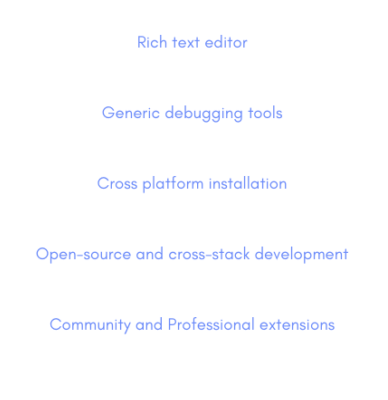 Rich text editor
Generic debugging tools
Cross platform installation
Open-source and cross-stack development
Community and Professional extensions